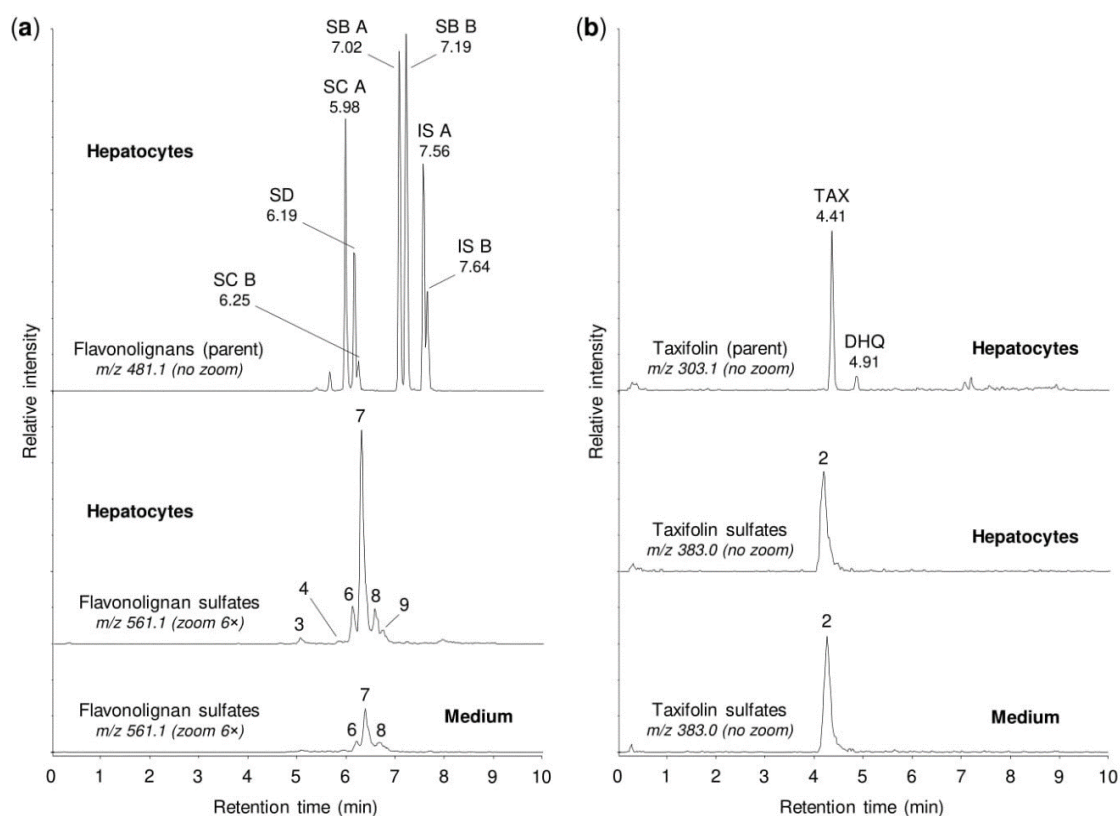 (a)
SB A
7.02
SB B
7.19
SC A
5.98
IS A
7.56
Hepatocytes
SD
6.19
IS B
7.64
SC B
6.25
Flavonolignans (parent)
m/z 481.1 (no zoom)
7
Hepatocytes
Flavonolignan sulfates
m/z 561.1 (zoom 6×)
3
4
6
8
9
Flavonolignan sulfates
m/z 561.1 (zoom 6×)
7
6
8
Medium
Relative intensity
0 1 2 3 4 5 6 7 8 9 10
Retention time (min)
(b)
TAX
4.41
DHQ
4.91
Taxifolin (parent)
m/z 303.1 (no zoom)
Hepatocytes
2
Taxifolin sulfates
m/z 383.0 (no zoom)
Hepatocytes
2
Taxifolin sulfates
m/z 383.0 (no zoom)
Medium
Relative intensity
0 1 2 3 4 5 6 7 8 9 10
Retention time (min)